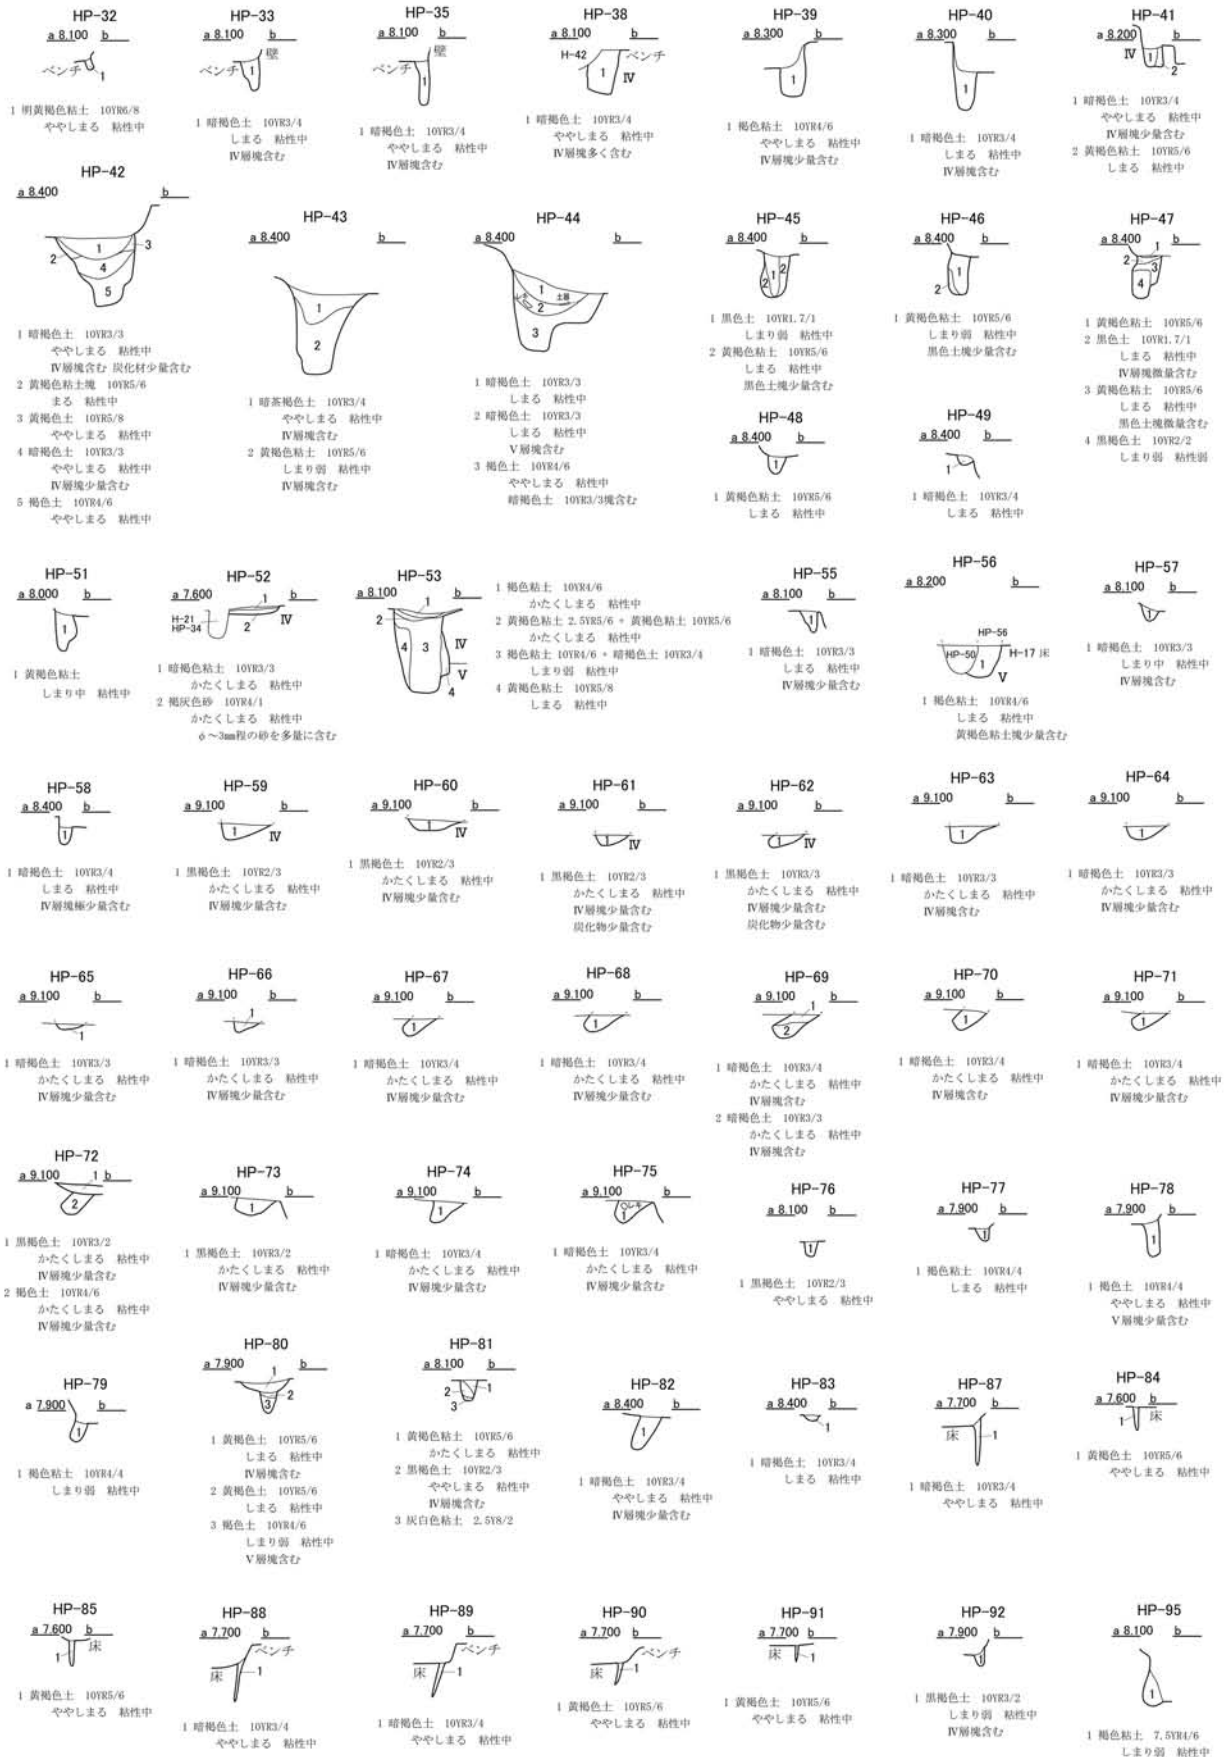 HP-32
a 8.100 b
ベンチ 1
1 明黄褐色粘土 10YR6/8
ややしまる 粘性中
HP-33
a 8.100 b
壁
ベンチ 1
1 暗褐色土 10YR3/4
しまる 粘性中
Ⅳ層塊含む
HP-35
a 8.100 b
壁
ベンチ 1
1 暗褐色土 10YR3/4
ややしまる 粘性中
Ⅳ層塊含む
HP-38
a 8.100 b
H-42 ベンチ
1 Ⅳ
1 暗褐色土 10YR3/4
ややしまる 粘性中
Ⅳ層塊多く含む
HP-39
a 8.300 b
1
1 褐色粘土 10YR4/6
ややしまる 粘性中
Ⅳ層塊少量含む
HP-40
a 8.300 b
1
1 暗褐色土 10YR3/4
しまる 粘性中
Ⅳ層塊含む
HP-41
a 8.200 b
Ⅳ 1 2
1 暗褐色土 10YR3/4
ややしまる 粘性中
Ⅳ層塊少量含む
2 黄褐色粘土 10YR5/6
しまる 粘性中
HP-42
a 8.400 b
1 3
2 4
5
1 暗褐色土 10YR3/3
ややしまる 粘性中
Ⅳ層塊含む 炭化材少量含む
2 黄褐色粘土塊 10YR5/6
まる 粘性中
3 黄褐色土 10YR5/8
ややしまる 粘性中
4 暗褐色土 10YR3/3
ややしまる 粘性中
Ⅳ層塊少量含む
5 褐色土 10YR4/6
ややしまる 粘性中
HP-43
a 8.400 b
1
2
1 暗茶褐色土 10YR3/4
ややしまる 粘性中
Ⅳ層塊含む
2 黄褐色粘土 10YR5/6
しまり弱 粘性中
Ⅳ層塊含む
HP-44
a 8.400 b
1
レキ 2 土器
3
1 暗褐色土 10YR3/3
しまる 粘性中
2 暗褐色土 10YR3/3
しまる 粘性中
Ⅴ層塊含む
3 褐色土 10YR4/6
ややしまる 粘性中
暗褐色土 10YR3/3塊含む
HP-45
a 8.400 b
2 1 2
1 黒色土 10YR1.7/1
しまり弱 粘性中
2 黄褐色粘土 10YR5/6
しまる 粘性中
黒色土塊少量含む
HP-46
a 8.400 b
1
2
1 黄褐色粘土 10YR5/6
しまり弱 粘性中
黒色土塊少量含む
HP-47
a 8.400 1 b
2 3
4
1 黄褐色粘土 10YR5/6
2 黒色土 10YR1.7/1
しまる 粘性中
Ⅳ層塊微量含む
3 黄褐色粘土 10YR5/6
しまる 粘性中
黒色土塊微量含む
4 黒褐色土 10YR2/2
しまり弱 粘性弱
HP-48
a 8.400 b
1
1 黄褐色粘土 10YR5/6
しまる 粘性中
HP-49
a 8.400 b
1
1 暗褐色土 10YR3/4
しまる 粘性中
HP-51
a 8.000 b
1
1 黄褐色粘土
しまり中 粘性中
HP-52
a 7.600 1 b
H-21
HP-34 2 Ⅳ
1 暗褐色粘土 10YR3/3
かたくしまる 粘性中
2 褐灰色砂 10YR4/1
かたくしまる 粘性中
φ～3㎜程の砂を多量に含む
HP-53
a 8.100 b
1
2
4 3 Ⅳ
Ⅴ
4
1 褐色粘土 10YR4/6
かたくしまる 粘性中
2 黄褐色粘土 2.5YR5/6 + 黄褐色粘土 10YR5/6
かたくしまる 粘性中
3 褐色粘土 10YR4/6 + 暗褐色土 10YR3/4
しまり弱 粘性中
4 黄褐色粘土 10YR5/8
しまる 粘性中
HP-55
a 8.100 b
1
1 暗褐色土 10YR3/3
しまる 粘性中
Ⅳ層塊少量含む
HP-56
a 8.200 b
HP-56
HP-50 1 H-17 床
Ⅴ
1 褐色粘土 10YR4/6
しまる 粘性中
黄褐色粘土塊少量含む
HP-57
a 8.100 b
1
1 暗褐色土 10YR3/3
しまり中 粘性中
Ⅳ層塊含む
HP-58
a 8.400 b
1
1 暗褐色土 10YR3/4
しまる 粘性中
Ⅳ層塊極少量含む
HP-59
a 9.100 b
1 Ⅳ
1 黒褐色土 10YR2/3
かたくしまる 粘性中
Ⅳ層塊少量含む
HP-60
a 9.100 b
1 Ⅳ
1 黒褐色土 10YR2/3
かたくしまる 粘性中
Ⅳ層塊少量含む
HP-61
a 9.100 b
1 Ⅳ
1 黒褐色土 10YR2/3
かたくしまる 粘性中
Ⅳ層塊少量含む
炭化物少量含む
HP-62
a 9.100 b
1 Ⅳ
1 黒褐色土 10YR3/3
かたくしまる 粘性中
Ⅳ層塊少量含む
炭化物少量含む
HP-63
a 9.100 b
1
1 暗褐色土 10YR3/3
かたくしまる 粘性中
Ⅳ層塊含む
HP-64
a 9.100 b
1
1 暗褐色土 10YR3/3
かたくしまる 粘性中
Ⅳ層塊少量含む
HP-65
a 9.100 b
1
1 暗褐色土 10YR3/3
かたくしまる 粘性中
Ⅳ層塊少量含む
HP-66
a 9.100 b
1
1 暗褐色土 10YR3/3
かたくしまる 粘性中
Ⅳ層塊少量含む
HP-67
a 9.100 b
1
1 暗褐色土 10YR3/4
かたくしまる 粘性中
Ⅳ層塊少量含む
HP-68
a 9.100 b
1
1 暗褐色土 10YR3/4
かたくしまる 粘性中
Ⅳ層塊少量含む
HP-69
a 9.100 b
1
2
1 暗褐色土 10YR3/4
かたくしまる 粘性中
Ⅳ層塊含む
2 暗褐色土 10YR3/3
かたくしまる 粘性中
Ⅳ層塊含む
HP-70
a 9.100 b
1
1 暗褐色土 10YR3/4
かたくしまる 粘性中
Ⅳ層塊含む
HP-71
a 9.100 b
1
1 暗褐色土 10YR3/4
かたくしまる 粘性中
Ⅳ層塊少量含む
HP-72
a 9.100 1 b
2
1 黒褐色土 10YR3/2
かたくしまる 粘性中
Ⅳ層塊少量含む
2 褐色土 10YR4/6
かたくしまる 粘性中
Ⅳ層塊少量含む
HP-73
a 9.100 b
1
1 黒褐色土 10YR3/2
かたくしまる 粘性中
Ⅳ層塊少量含む
HP-74
a 9.100 b
1
1 暗褐色土 10YR3/4
かたくしまる 粘性中
Ⅳ層塊少量含む
HP-75
a 9.100 b
レキ
1
1 暗褐色土 10YR3/4
かたくしまる 粘性中
Ⅳ層塊少量含む
HP-76
a 8.100 b
1
1 黒褐色土 10YR2/3
ややしまる 粘性中
HP-77
a 7.900 b
1
1 褐色粘土 10YR4/4
しまる 粘性中
HP-78
a 7.900 b
1
1 褐色土 10YR4/4
ややしまる 粘性中
Ⅴ層塊少量含む
HP-79
a 7.900 b
1
1 褐色粘土 10YR4/4
しまり弱 粘性中
HP-80
a 7.900 1 b
2
3
1 黄褐色土 10YR5/6
しまる 粘性中
Ⅳ層塊含む
2 黄褐色土 10YR5/6
しまる 粘性中
3 褐色土 10YR4/6
しまり弱 粘性中
Ⅴ層塊含む
HP-81
a 8.100 b
2 1
3
1 黄褐色粘土 10YR5/6
かたくしまる 粘性中
2 黒褐色土 10YR2/3
ややしまる 粘性中
Ⅳ層塊含む
3 灰白色粘土 2.5Y8/2
HP-82
a 8.400 b
1
1 暗褐色土 10YR3/4
ややしまる 粘性中
Ⅳ層塊少量含む
HP-83
a 8.400 b
1
1 暗褐色土 10YR3/4
しまる 粘性中
HP-87
a 7.700 b
床 1
1 暗褐色土 10YR3/4
ややしまる 粘性中
HP-84
a 7.600 b
1 床
1 黄褐色土 10YR5/6
ややしまる 粘性中
HP-85
a 7.600 b
床
1
1 黄褐色土 10YR5/6
ややしまる 粘性中
HP-88
a 7.700 b
ベンチ
床 1
1 暗褐色土 10YR3/4
ややしまる 粘性中
HP-89
a 7.700 b
ベンチ
床 1
1 暗褐色土 10YR3/4
ややしまる 粘性中
HP-90
a 7.700 b
ベンチ
床 1
1 黄褐色土 10YR5/6
ややしまる 粘性中
HP-91
a 7.700 b
床 1
1 黄褐色土 10YR5/6
ややしまる 粘性中
HP-92
a 7.900 b
1
1 黒褐色土 10YR3/2
しまり弱 粘性中
Ⅳ層塊含む
HP-95
a 8.100 b
1
1 褐色粘土 7.5YR4/6
しまり弱 粘性中